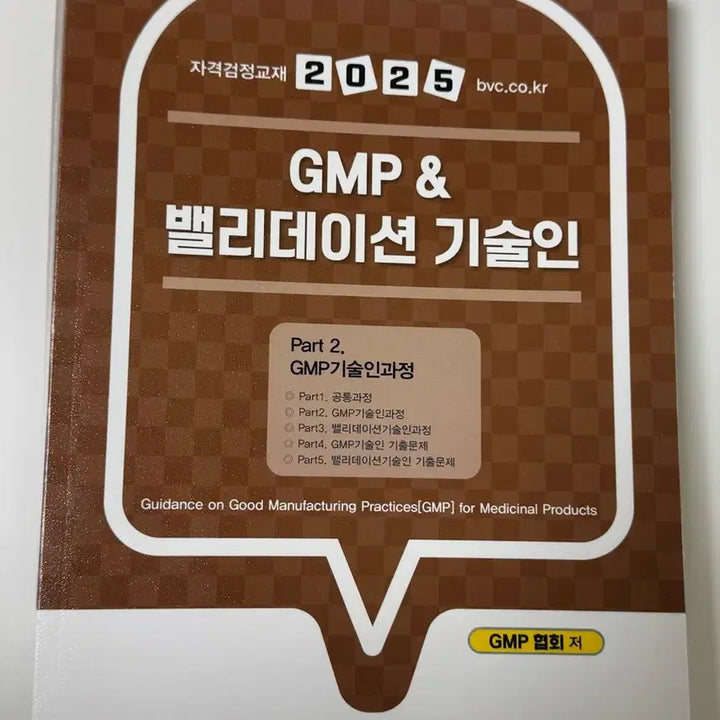 자격검정교재 2025 bvc.co.kr
GMP &
밸리데이션 기술인
Part 2.
GMP기술인과정
◎ Part1. 공통과정
◎ Part2. GMP기술인과정
◎ Part3. 밸리데이션기술인과정
◎ Part4. GMP기술인 기출문제
◎ Part5. 밸리데이션기술인 기출문제
Guidance on Good Manufacturing Practices[GMP] for Medicinal Products
GMP 협회 저